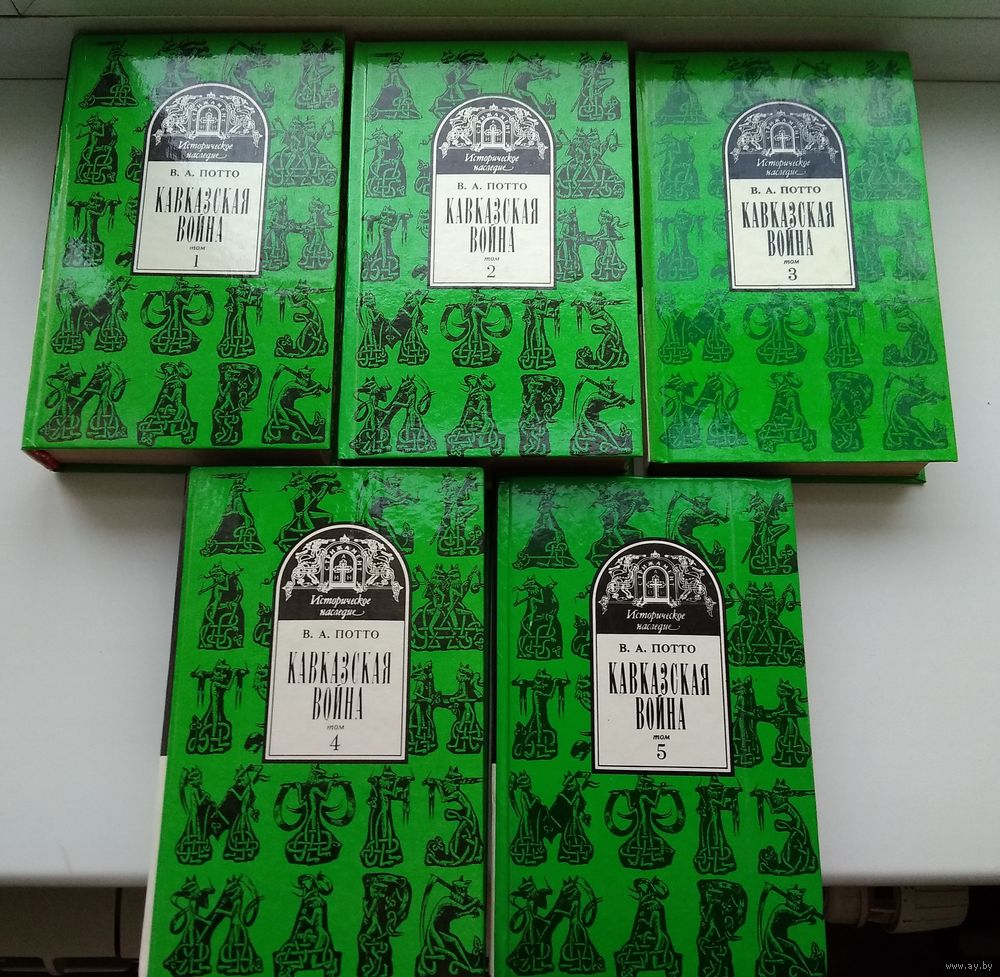 Историческое
наследие
В. А. ПОТТО
КАВКАЗСКАЯ
ВОЙНА
том
1
Историческое
наследие
В. А. ПОТТО
КАВКАЗСКАЯ
ВОЙНА
том
2
Историческое
наследие
В. А. ПОТТО
КАВКАЗСКАЯ
ВОЙНА
том
3
Историческое
наследие
В. А. ПОТТО
КАВКАЗСКАЯ
ВОЙНА
том
4
Историческое
наследие
В. А. ПОТТО
КАВКАЗСКАЯ
ВОЙНА
том
5
www.ay.by